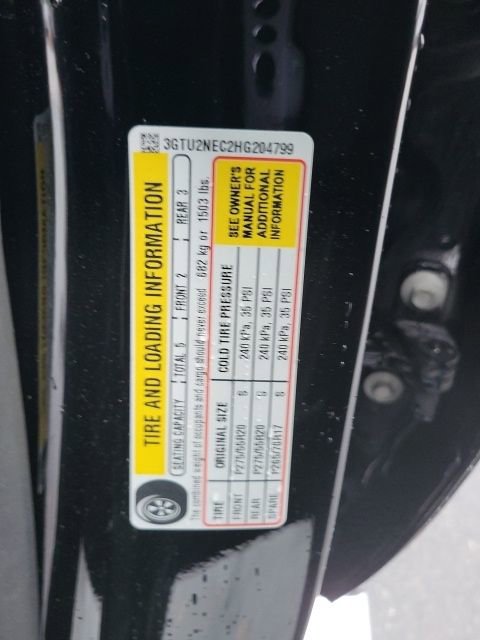 3GTU2NEC2HG204799
TIRE AND LOADING INFORMATION
SEATING CAPACITY TOTAL 5 FRONT 2 REAR 3
The combined weight of occupants and cargo should never exceed 682 kg or 1503 lbs.
TIRE ORIGINAL SIZE COLD TIRE PRESSURE
FRONT P275/55R20 S 240 kPa, 35 PSI
REAR P275/55R20 S 240 kPa, 35 PSI
SPARE P265/70R17 S 240 kPa, 35 PSI
SEE OWNER'S
MANUAL FOR
ADDITIONAL
INFORMATION